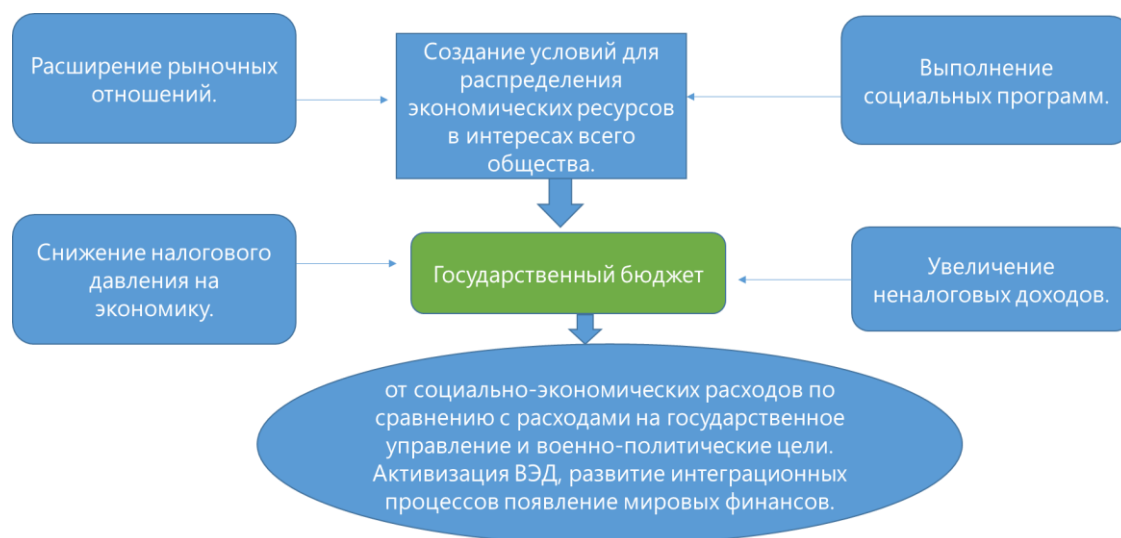 Расширение рыночных
отношений.
Создание условий для
распределения
экономических ресурсов
в интересах всего
общества.
Выполнение
социальных программ.
Снижение налогового
давления на
экономику.
Государственный бюджет
Увеличение
неналоговых доходов.
от социально-экономических расходов по
сравнению с расходами на государственное
управление и военно-политические цели.
Активизация ВЭД, развитие интеграционных
процессов появление мировых финансов.